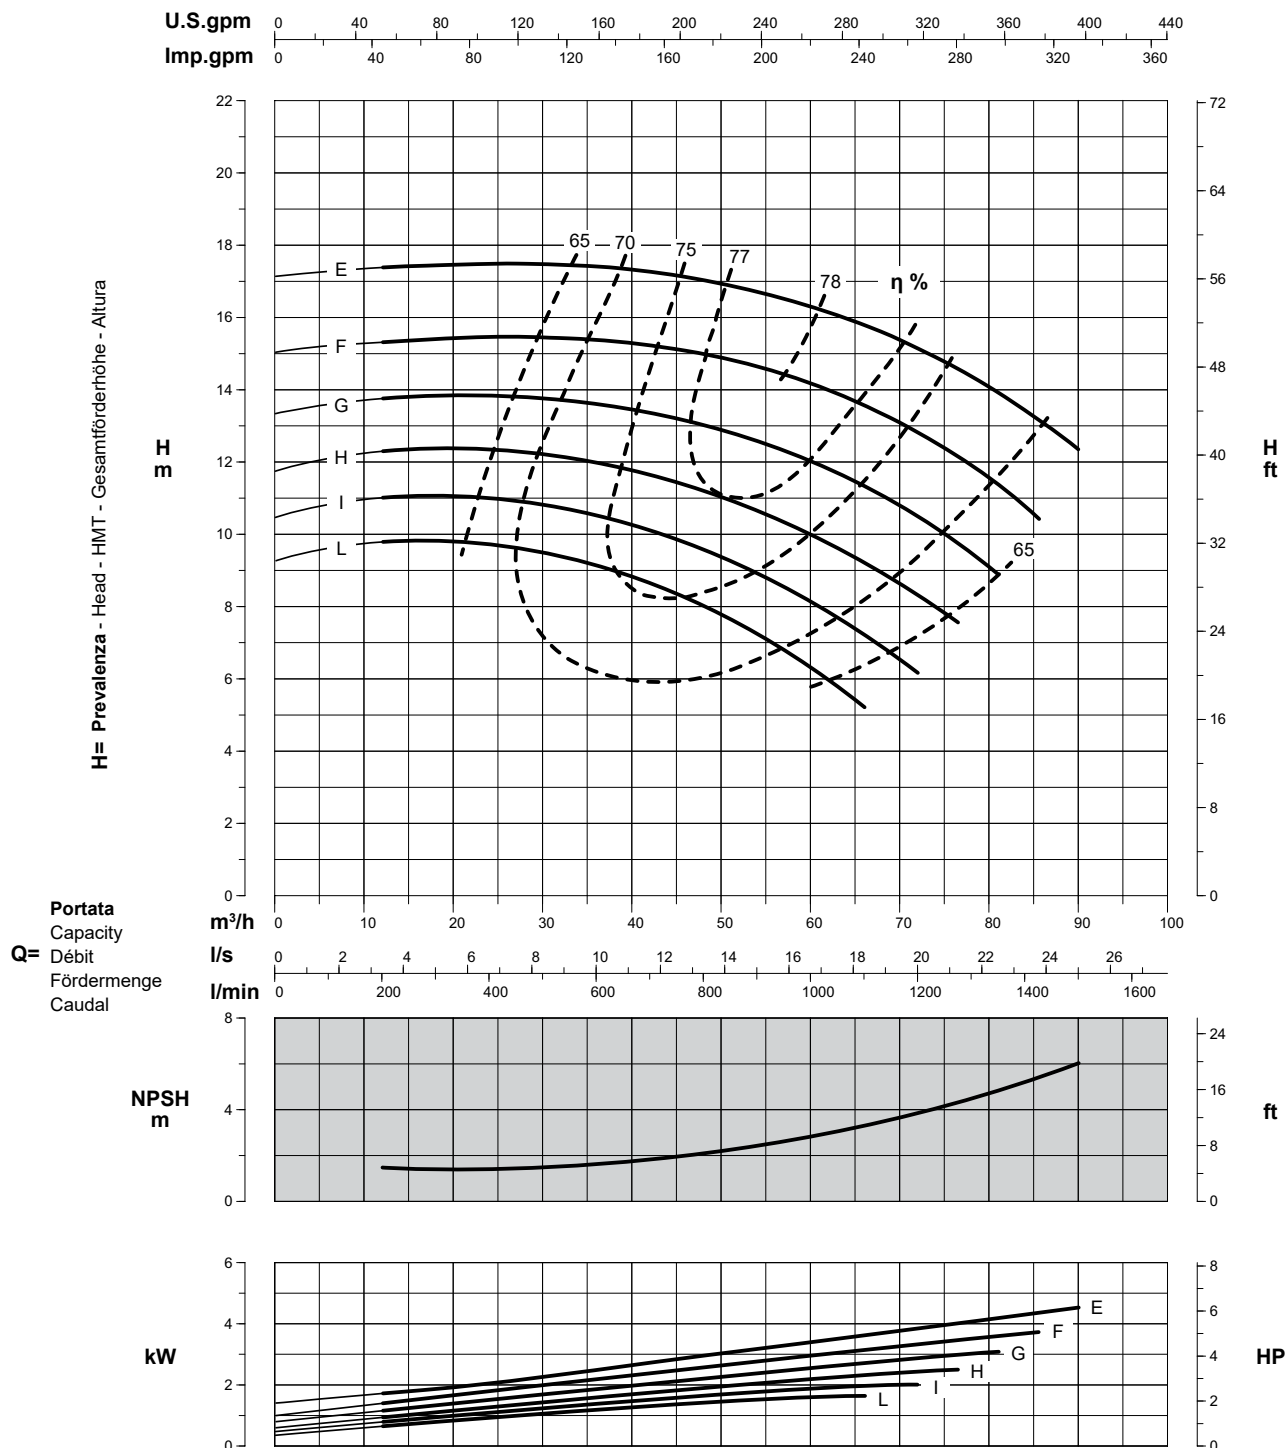 U.S.gpm 0 40 80 120 160 200 240 280 320 360 400 440
Imp.gpm 0 40 80 120 160 200 240 280 320 360
22
20
18
16
14
12
10
8
6
4
2
0
H= Prevalenza - Head - HMT - Gesamtförderhöhe - Altura
H
m
E
F
G
H
I
L
65 70 75 77
78 η %
65
72
64
56
48
40
32
24
16
8
0
H
ft
Q=
Portata
Capacity
Débit
Fördermenge
Caudal
m³/h 0 10 20 30 40 50 60 70 80 90 100
l/s 0 2 4 6 8 10 12 14 16 18 20 22 24 26
l/min 0 200 400 600 800 1000 1200 1400 1600
NPSH
m
8
4
0
24
16
8
0
ft
kW
6
4
2
0
E
F
G
H
I
L
8
6
4
2
0
HP